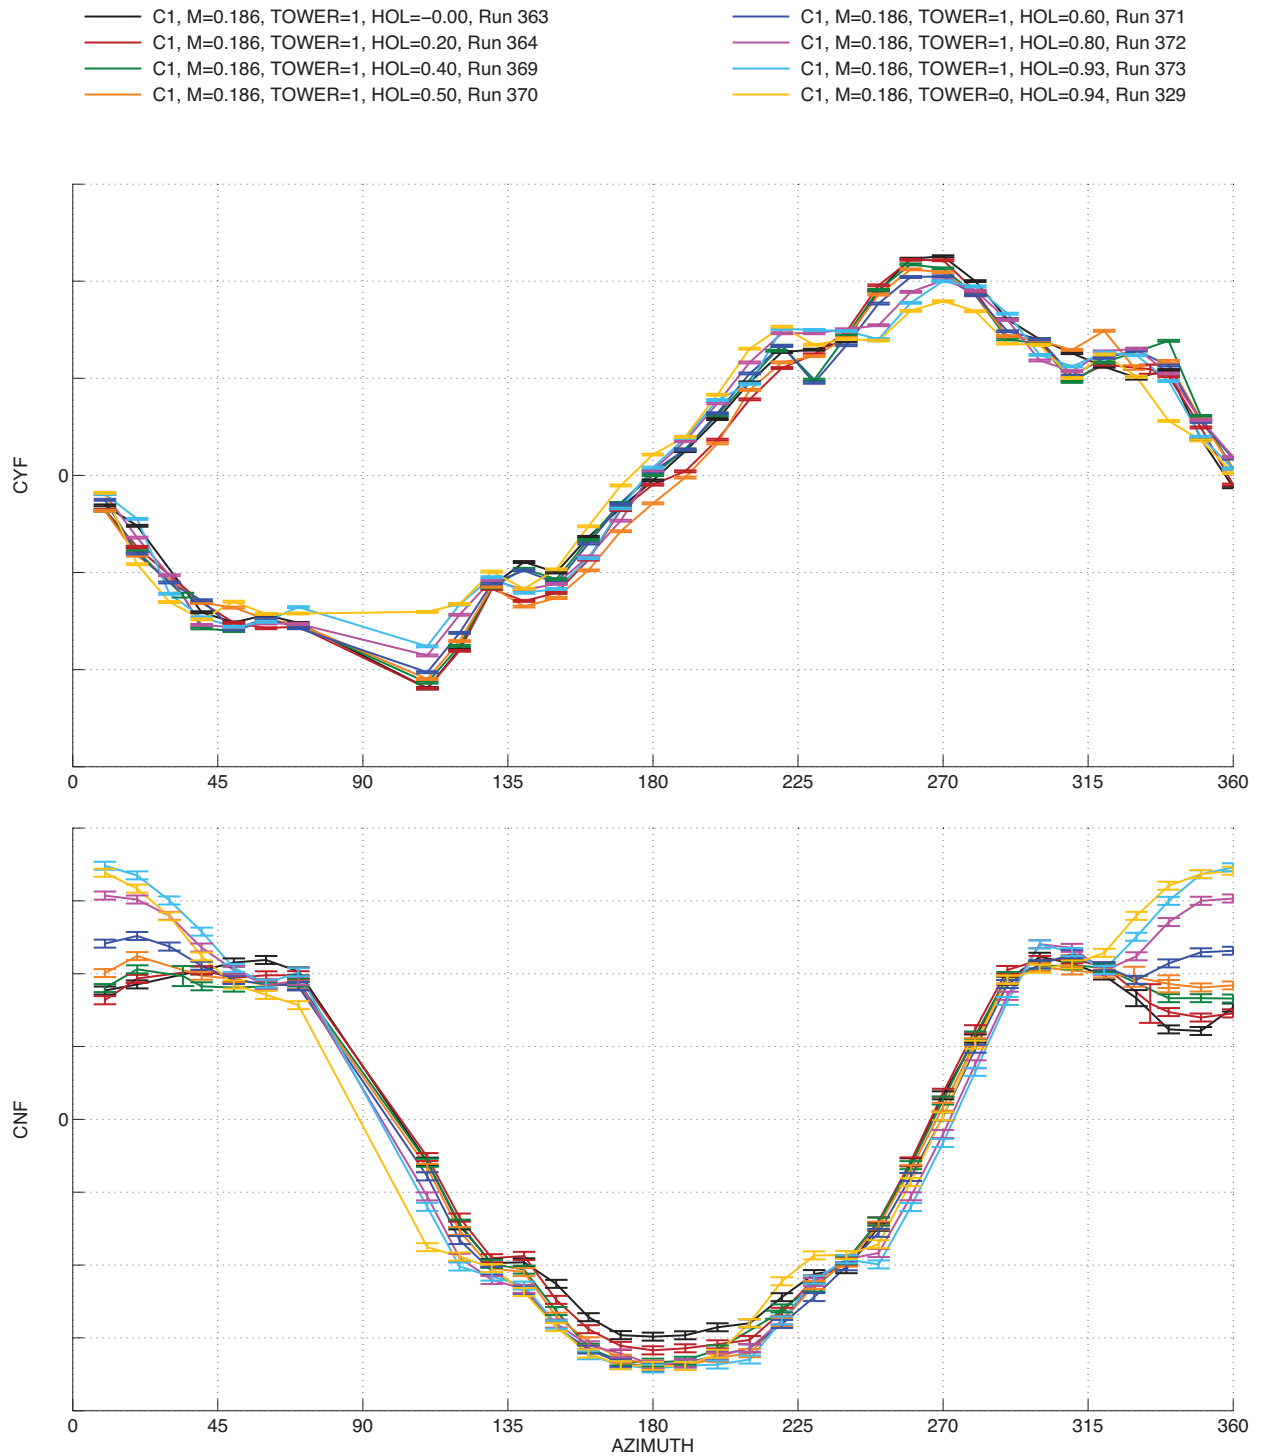 C1, M=0.186, TOWER=1, HOL=−0.00, Run 363
C1, M=0.186, TOWER=1, HOL=0.20, Run 364
C1, M=0.186, TOWER=1, HOL=0.40, Run 369
C1, M=0.186, TOWER=1, HOL=0.50, Run 370
C1, M=0.186, TOWER=1, HOL=0.60, Run 371
C1, M=0.186, TOWER=1, HOL=0.80, Run 372
C1, M=0.186, TOWER=1, HOL=0.93, Run 373
C1, M=0.186, TOWER=0, HOL=0.94, Run 329
CYF
0
0 45 90 135 180 225 270 315 360
CNF
0
0 45 90 135 180 225 270 315 360
AZIMUTH